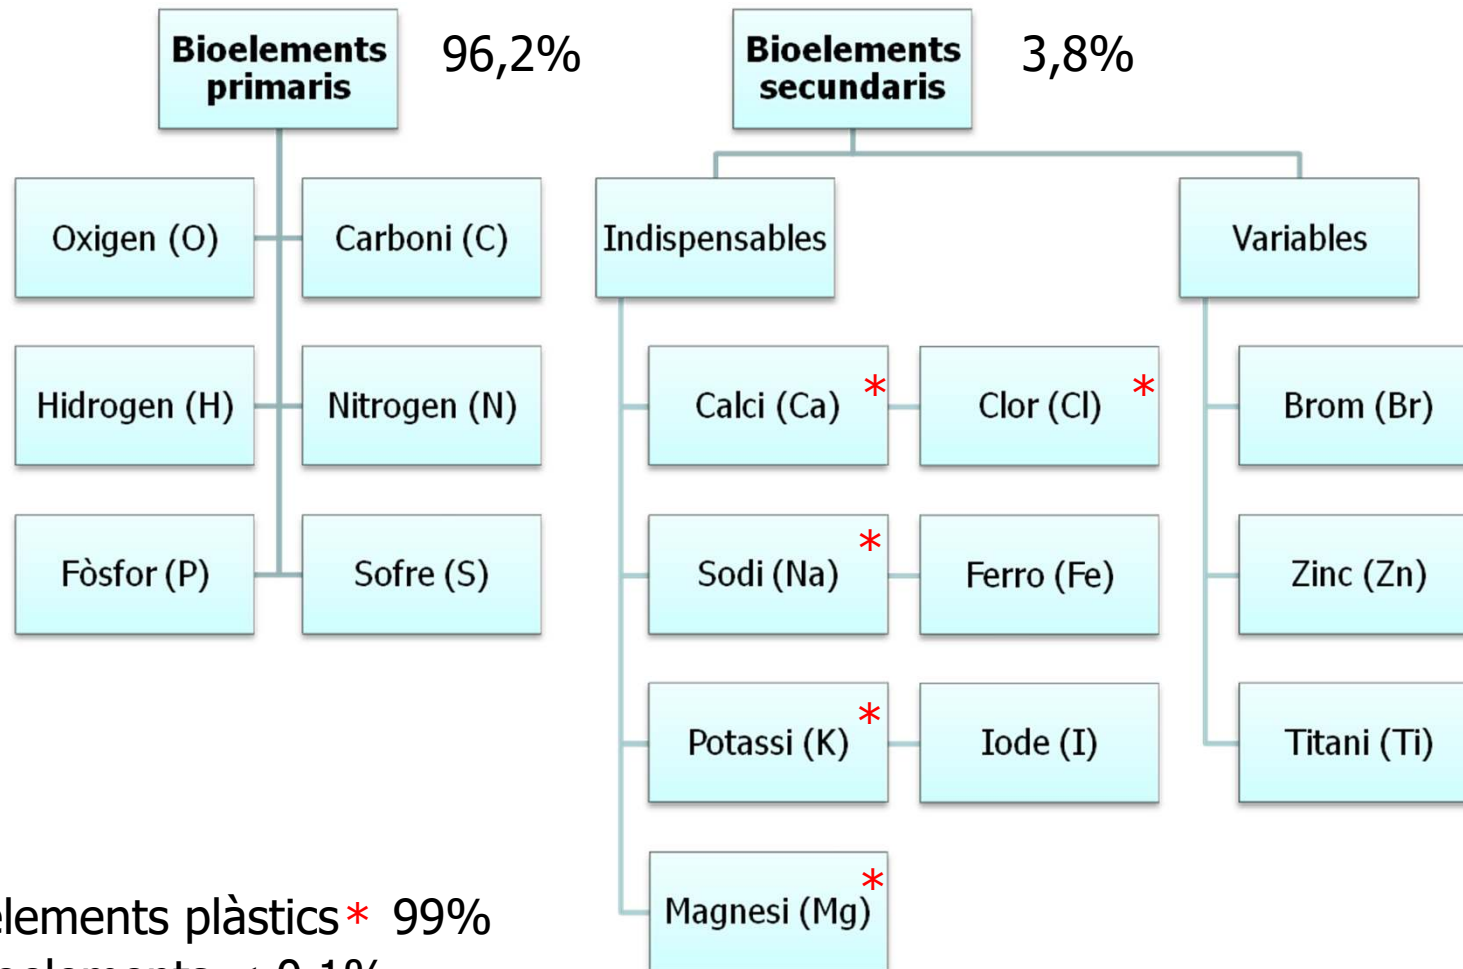 Bioelements
primaris
96,2%
Bioelements
secundaris
3,8%
Oxigen (O)
Carboni (C)
Indispensables
Variables
Hidrogen (H)
Nitrogen (N)
Calci (Ca) *
Clor (Cl) *
Brom (Br)
Fòsfor (P)
Sofre (S)
Sodi (Na) *
Ferro (Fe)
Zinc (Zn)
Potassi (K) *
Iode (I)
Titani (Ti)
Magnesi (Mg) *
elements plàstics * 99%